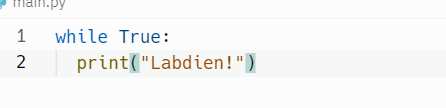 main.py
1 while True:
2 print("Labdien!")